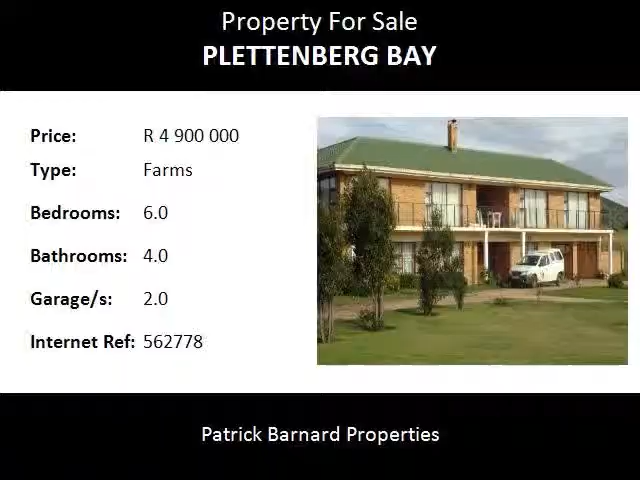 Property For Sale
PLETTENBERG BAY
Price: R 4 900 000
Type: Farms
Bedrooms: 6.0
Bathrooms: 4.0
Garage/s: 2.0
Internet Ref: 562778
Patrick Barnard Properties